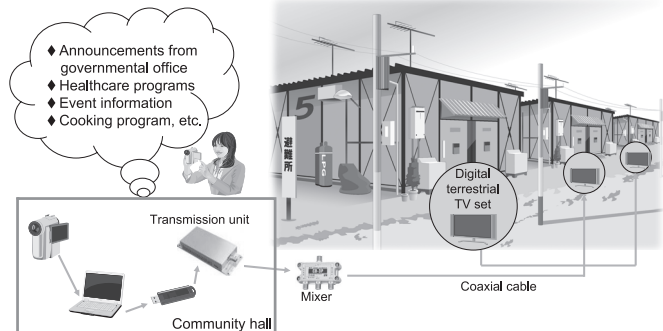 ♦ Announcements from
governmental office
♦ Healthcare programs
♦ Event information
♦ Cooking program, etc.
5
避難所
LPG
Digital
terrestrial
TV set
Transmission unit
Mixer
Coaxial cable
Community hall